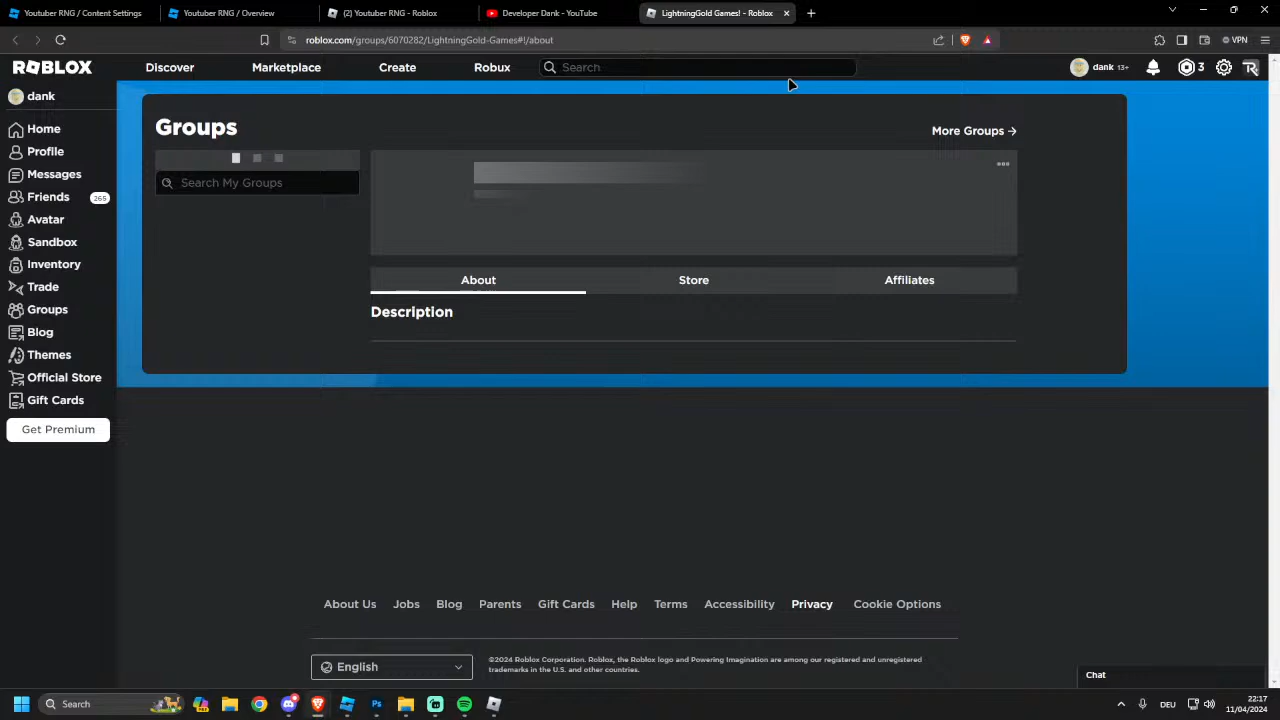 Youtuber RNG / Content Settings
Youtuber RNG / Overview
(2) Youtuber RNG - Roblox
Developer Dank - YouTube
LightningGold Games! - Roblox
roblox.com/groups/6070282/LightningGold-Games#!/about
VPN
ROBLOX
Discover
Marketplace
Create
Robux
Search
dank 13+
3
dank
Home
Profile
Messages
Friends 265
Avatar
Sandbox
Inventory
Trade
Groups
Blog
Themes
Official Store
Gift Cards
Get Premium
Groups
More Groups →
Search My Groups
About
Store
Affiliates
Description
About Us
Jobs
Blog
Parents
Gift Cards
Help
Terms
Accessibility
Privacy
Cookie Options
English
©2024 Roblox Corporation. Roblox, the Roblox logo and Powering Imagination are among our registered and unregistered
trademarks in the U.S. and other countries.
Chat
Search
DEU
22:17
11/04/2024